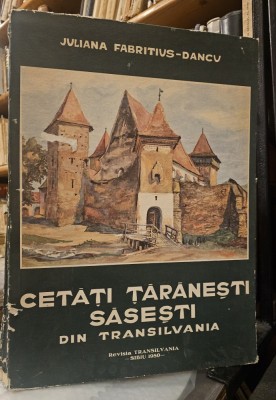 JULIANA FABRITIUS-DANCU
CETĂȚI ȚĂRĂNEȘTI
SĂSEȘTI
DIN TRANSILVANIA
Revista TRANSILVANIA
—SIBIU 1980—